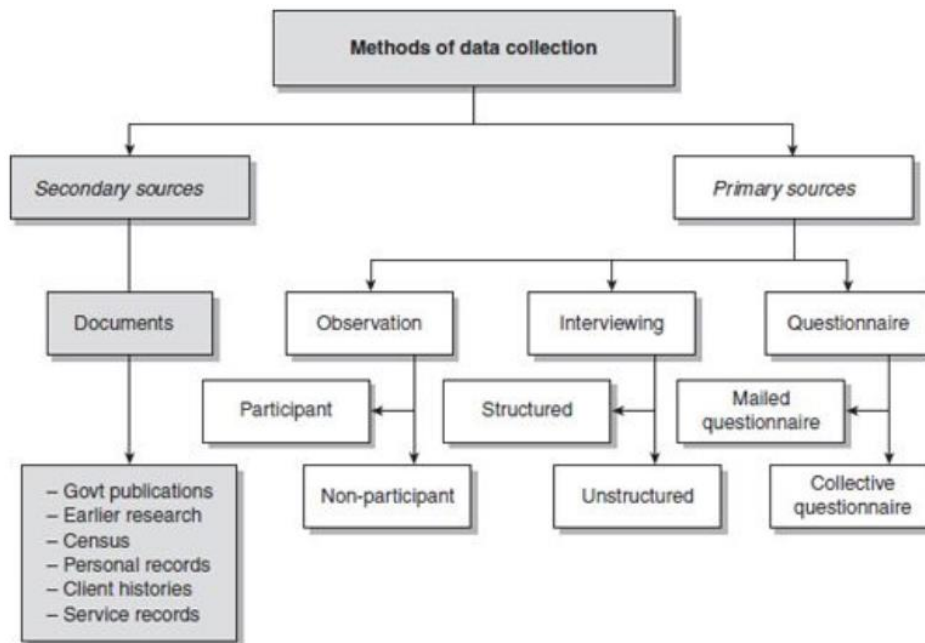 Methods of data collection
Secondary sources
Primary sources
Documents
Observation
Interviewing
Questionnaire
Participant
Structured
Mailed
questionnaire
– Govt publications
– Earlier research
– Census
– Personal records
– Client histories
– Service records
Non-participant
Unstructured
Collective
questionnaire